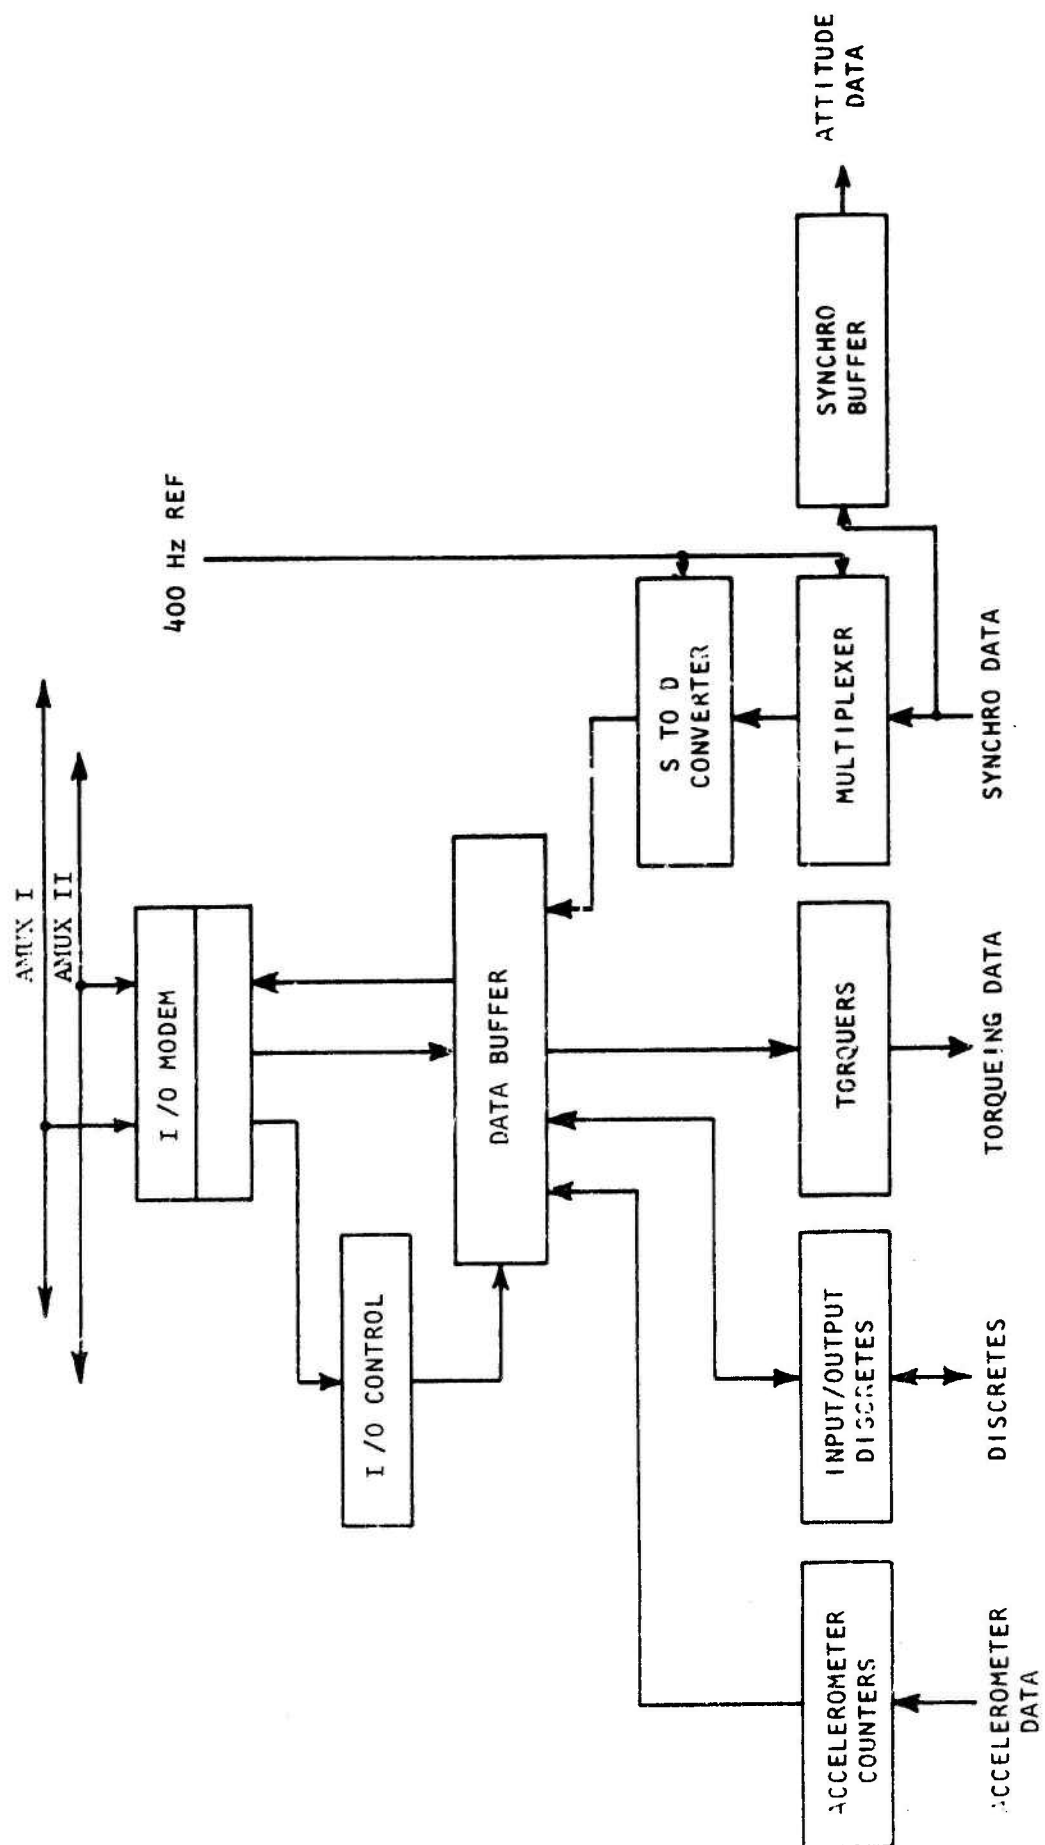 AMUX I
AMUX II
I/O MODEM
400 Hz REF
I/O CONTROL
DATA BUFFER
S TO D
CONVERTER
ACCELEROMETER
COUNTERS
INPUT/OUTPUT
DISCRETES
TORQUERS
MULTIPLEXER
SYNCHRO
BUFFER
ATTITUDE
DATA
ACCELEROMETER
DATA
DISCRETES
TORQUEING DATA
SYNCHRO DATA